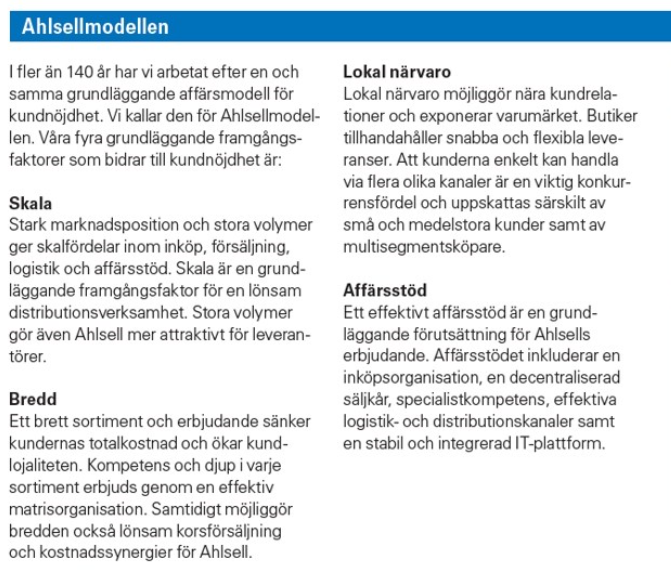 Ahlsellmodellen
I fler än 140 år har vi arbetat efter en och
samma grundläggande affärsmodell för
kundnöjdhet. Vi kallar den för Ahlsellmodel-
len. Våra fyra grundläggande framgångs-
faktorer som bidrar till kundnöjdhet är:
Skala
Stark marknadsposition och stora volymer
ger skalfördelar inom inköp, försäljning,
logistik och affärsstöd. Skala är en grund-
läggande framgångsfaktor för en lönsam
distributionsverksamhet. Stora volymer
gör även Ahlsell mer attraktivt för leveran-
törer.
Bredd
Ett brett sortiment och erbjudande sänker
kundernas totalkostnad och ökar kund-
lojaliteten. Kompetens och djup i varje
sortiment erbjuds genom en effektiv
matrisorganisation. Samtidigt möjliggör
bredden också lönsam korsförsäljning
och kostnadssynergier för Ahlsell.
Lokal närvaro
Lokal närvaro möjliggör nära kundrela-
tioner och exponerar varumärket. Butiker
tillhandahåller snabba och flexibla leve-
ranser. Att kunderna enkelt kan handla
via flera olika kanaler är en viktig konkur-
rensfördel och uppskattas särskilt av
små och medelstora kunder samt av
multisegmentsköpare.
Affärsstöd
Ett effektivt affärsstöd är en grund-
läggande förutsättning för Ahlsells
erbjudande. Affärsstödet inkluderar en
inköpsorganisation, en decentraliserad
säljkår, specialistkompetens, effektiva
logistik- och distributionskanaler samt
en stabil och integrerad IT-plattform.